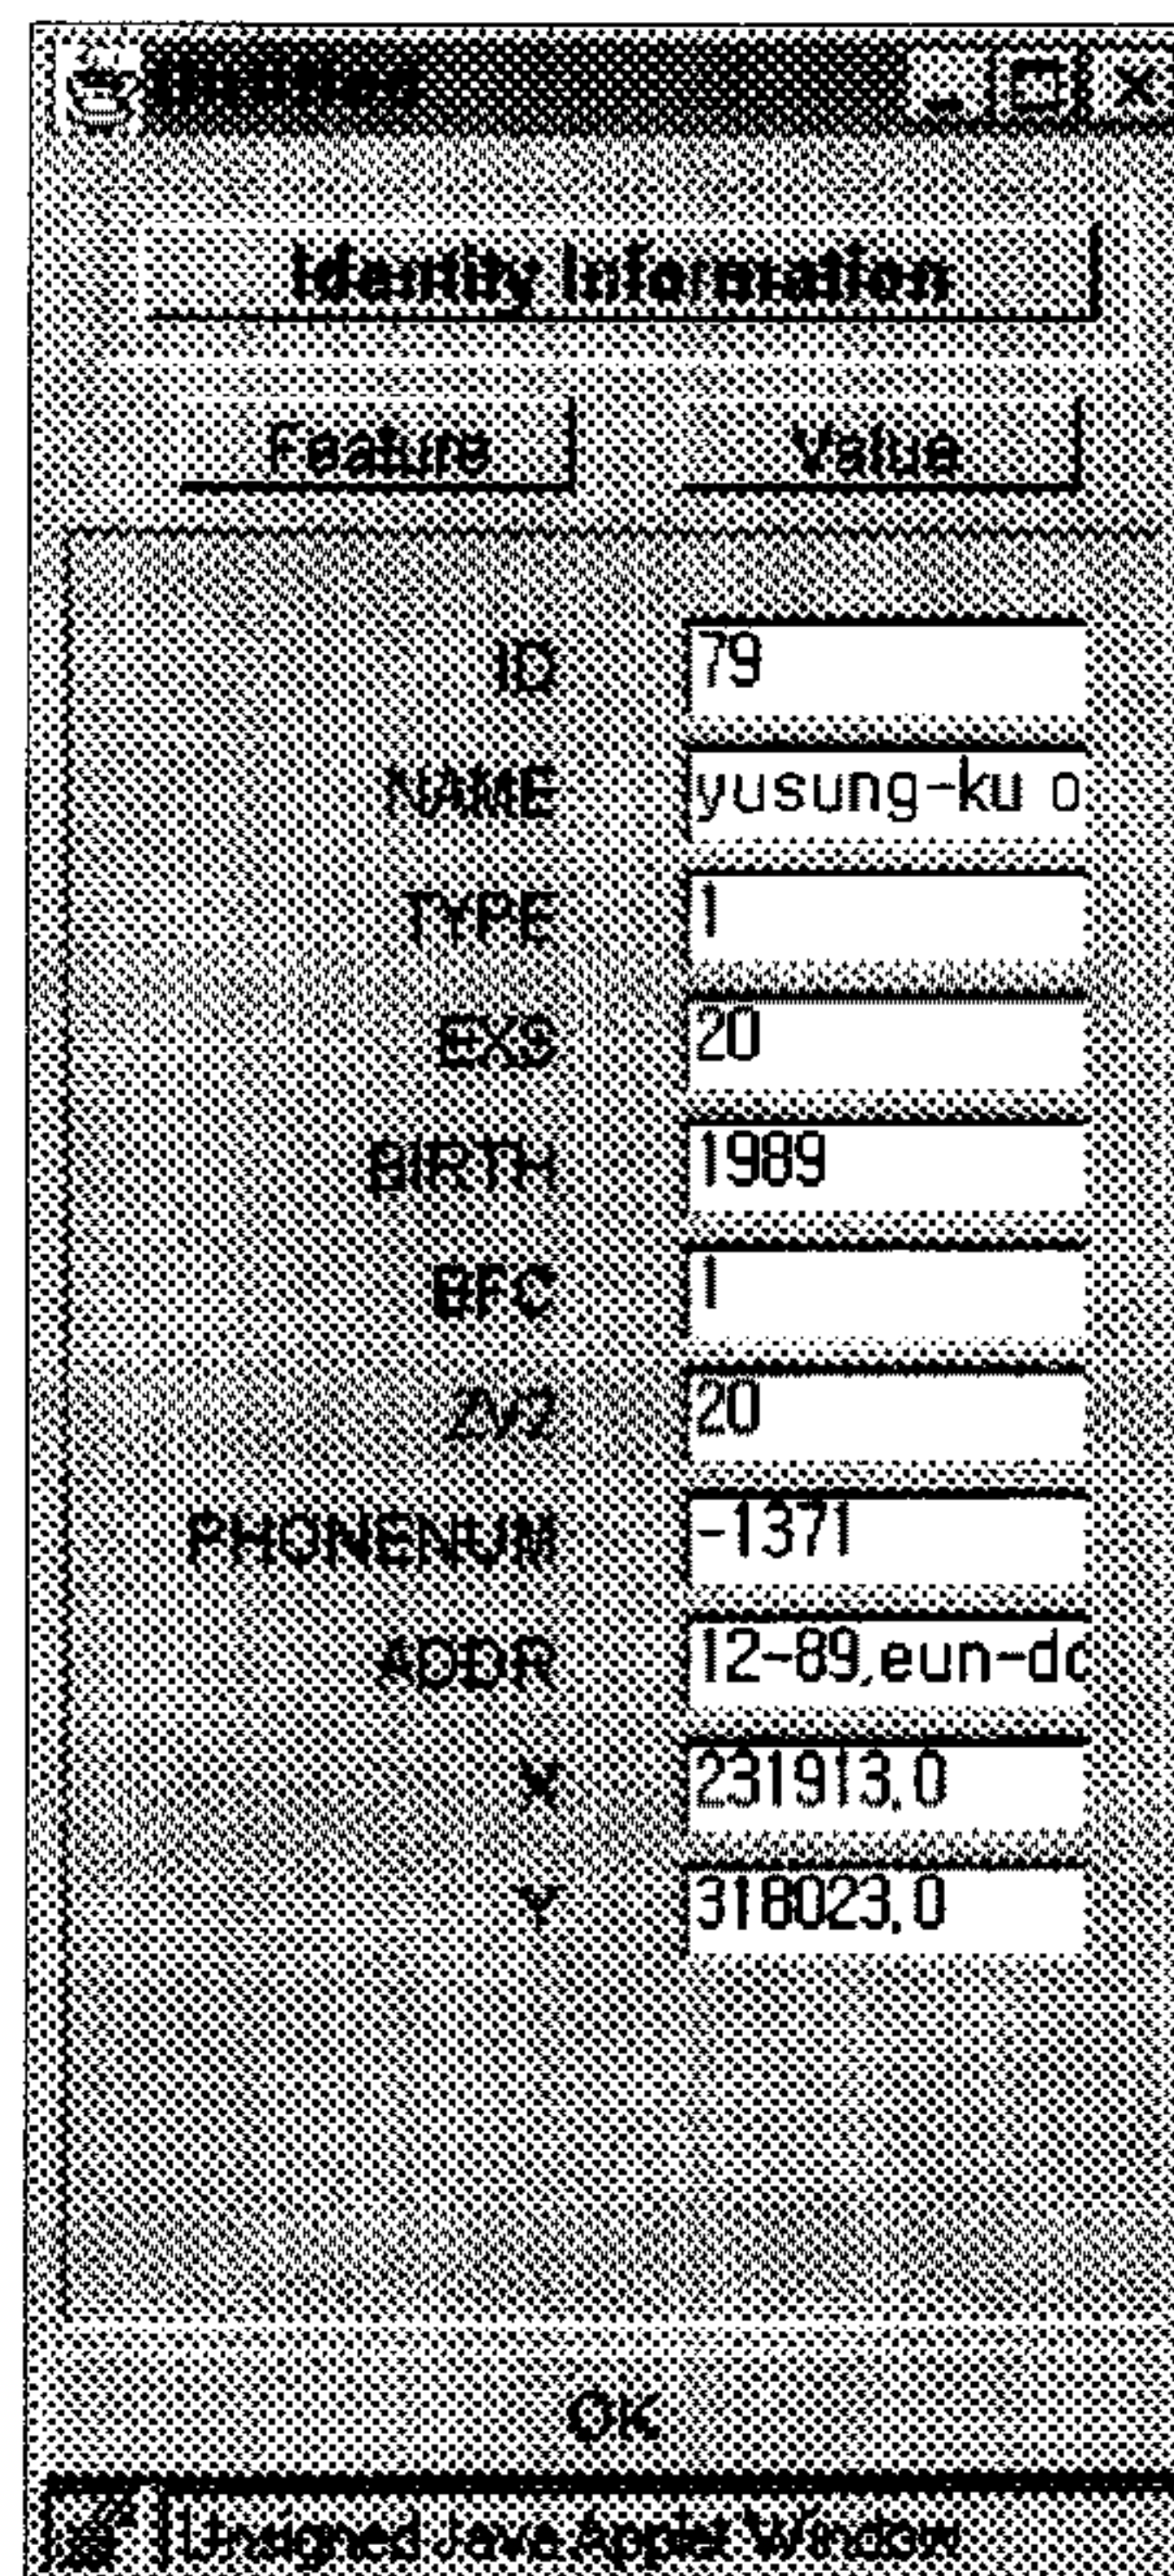 Identity Information
Feature Value
ID 79
NAME yusung-ku o
TYPE 1
EXS 20
BIRTH 1989
BFC 1
20
PHONENUM -1371
ADDR 12-89,eun-do
X 231913,0
Y 318023,0
OK
Unsigned Java Applet Window